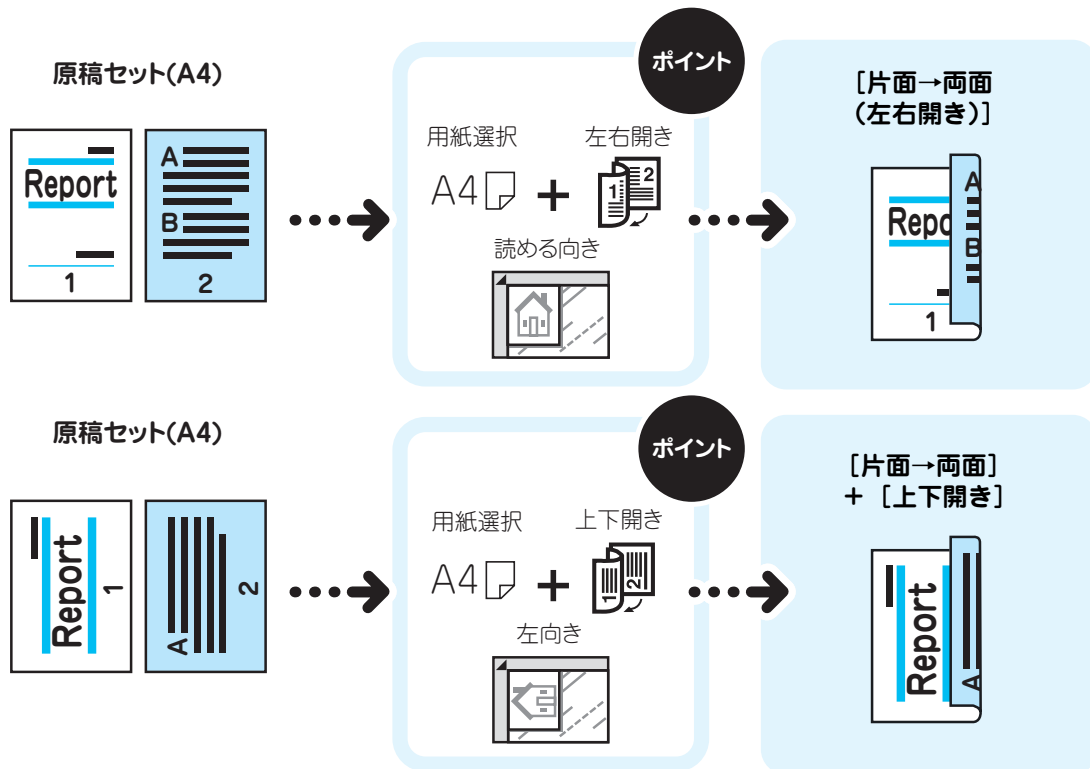 原稿セット(A4)
Report
1
A
B
2
ポイント
用紙選択
左右開き
A4
+
1
2
読める向き
[片面→両面
(左右開き)]
Repo
1
A
B
原稿セット(A4)
Report
1
A
2
ポイント
用紙選択
上下開き
A4
+
1
2
左向き
[片面→両面]
+ [上下開き]
Report
A